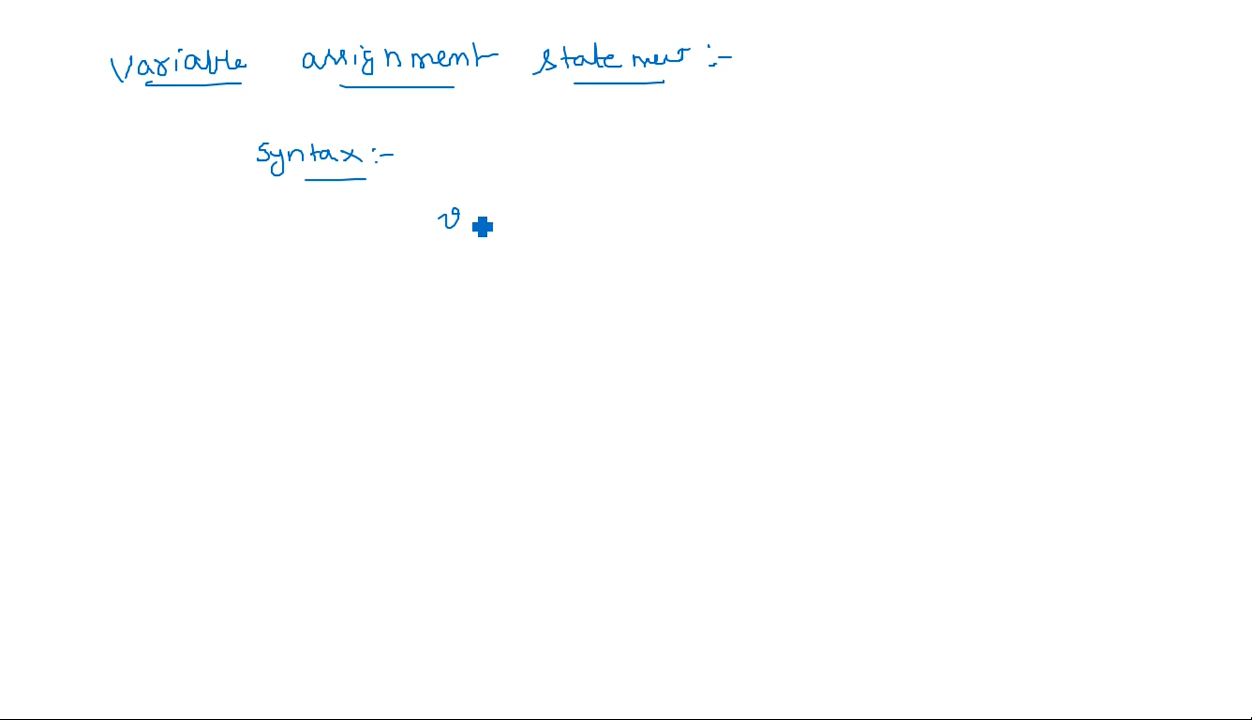 Variable assignment statement :-
Syntax :-
v